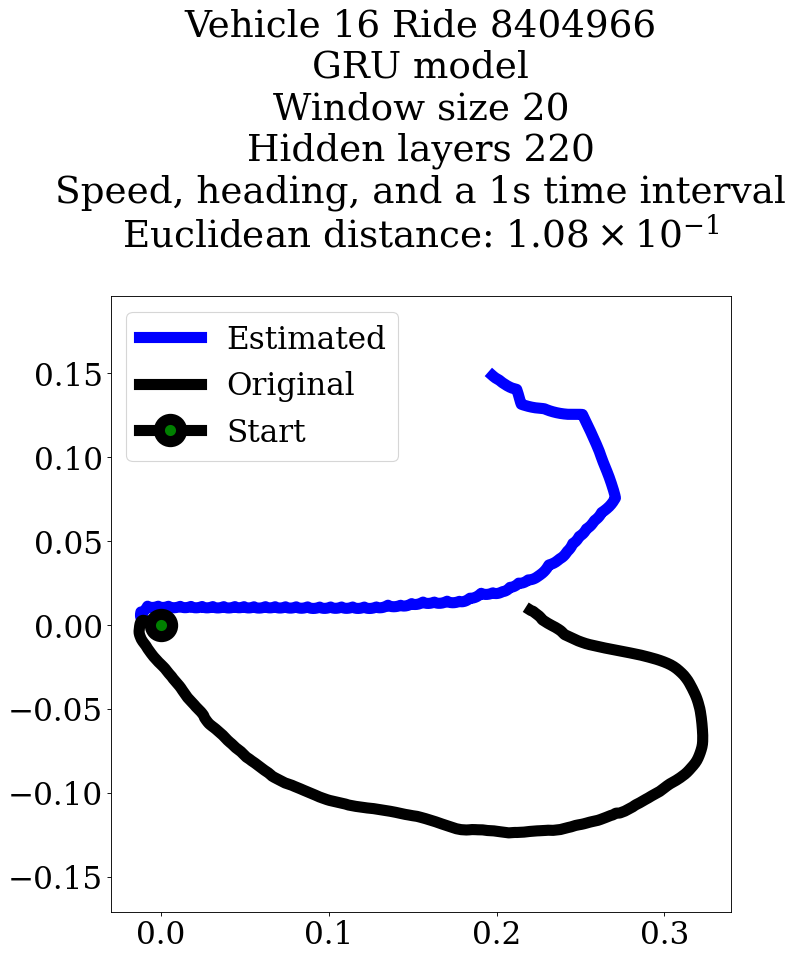 Vehicle 16 Ride 8404966
GRU model
Window size 20
Hidden layers 220
Speed, heading, and a 1s time interval
Euclidean distance: 1.08 × 10⁻¹
Estimated
Original
Start
0.15
0.10
0.05
0.00
−0.05
−0.10
−0.15
0.0 0.1 0.2 0.3